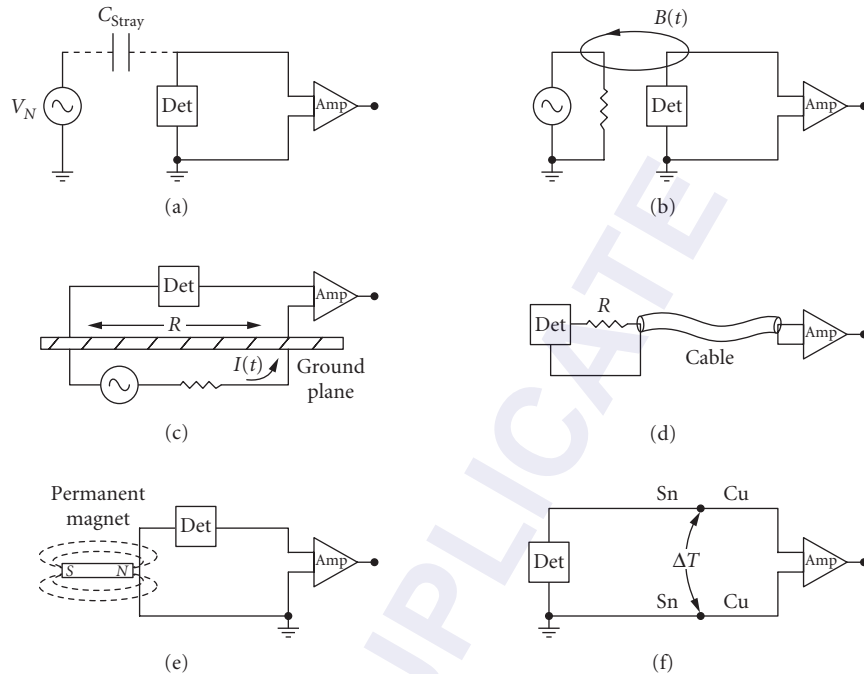 C_Stray
V_N
Det
Amp
(a)
B(t)
Det
Amp
(b)
Det
Amp
R
I(t)
Ground
plane
(c)
Det
R
Cable
Amp
(d)
Permanent
magnet
S N
Det
Amp
(e)
Sn Cu
Det
ΔT
Amp
Sn Cu
(f)
UPLICATE